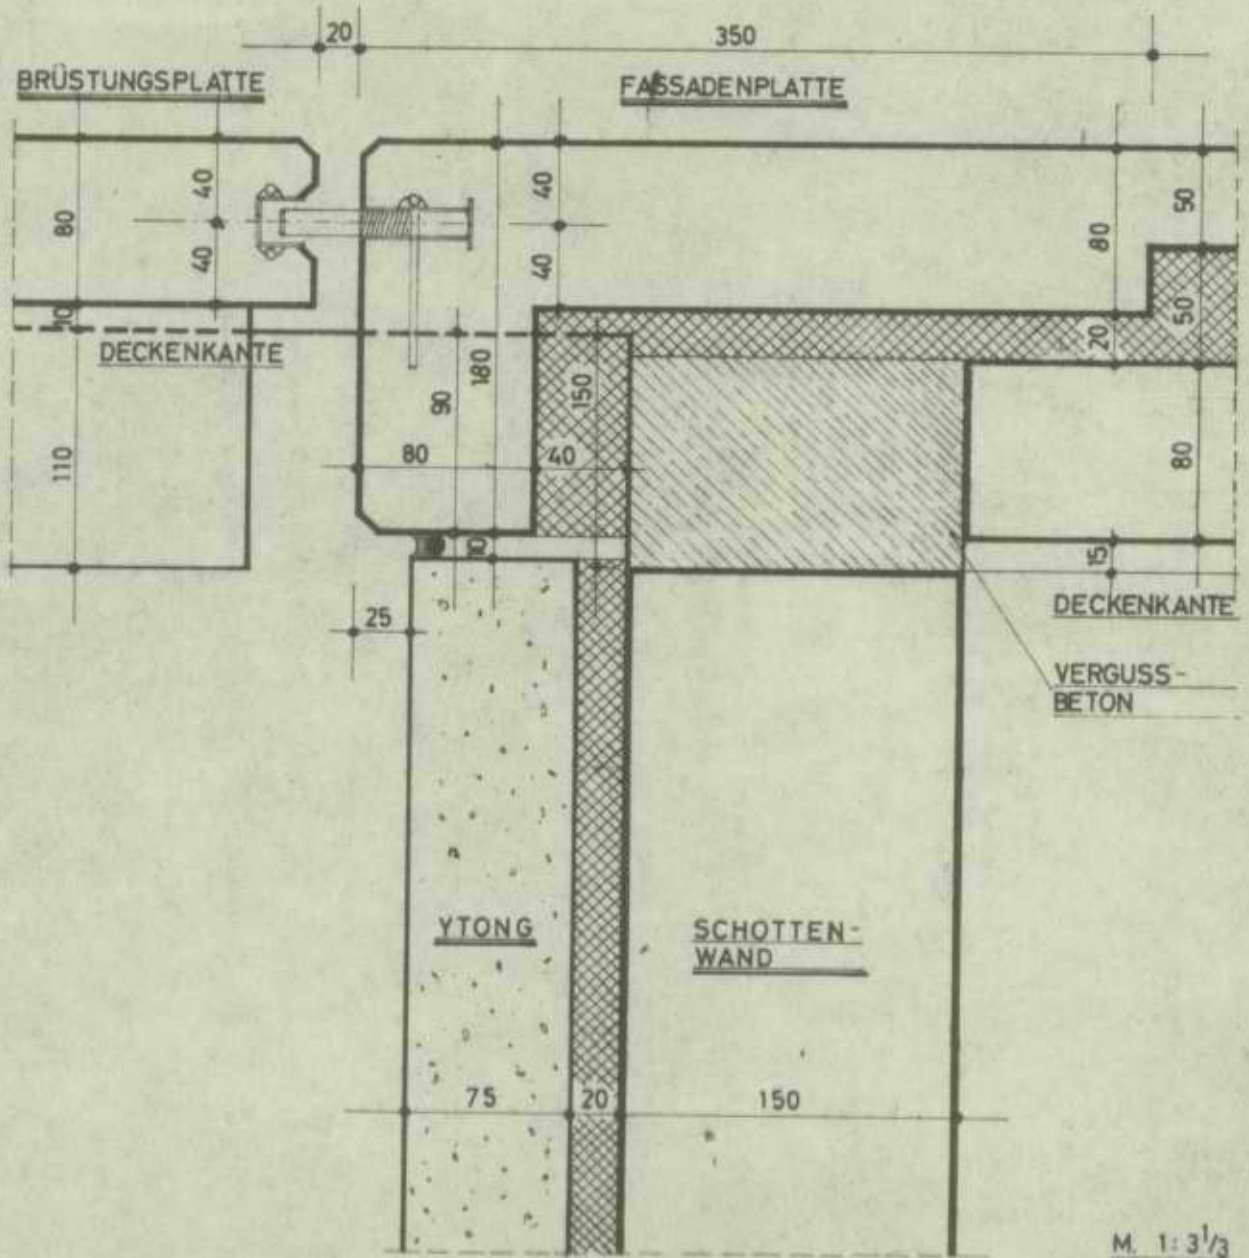 20
350
BRÜSTUNGSPLATTE
FASSADENPLATTE
40
40
50
80
80
40
40
10
50
20
DECKENKANTE
180
150
90
110
80
40
80
10
15
25
DECKENKANTE
VERGUSS-
BETON
YTONG
SCHOTTEN-
WAND
75
20
150
M. 1:3 1/3